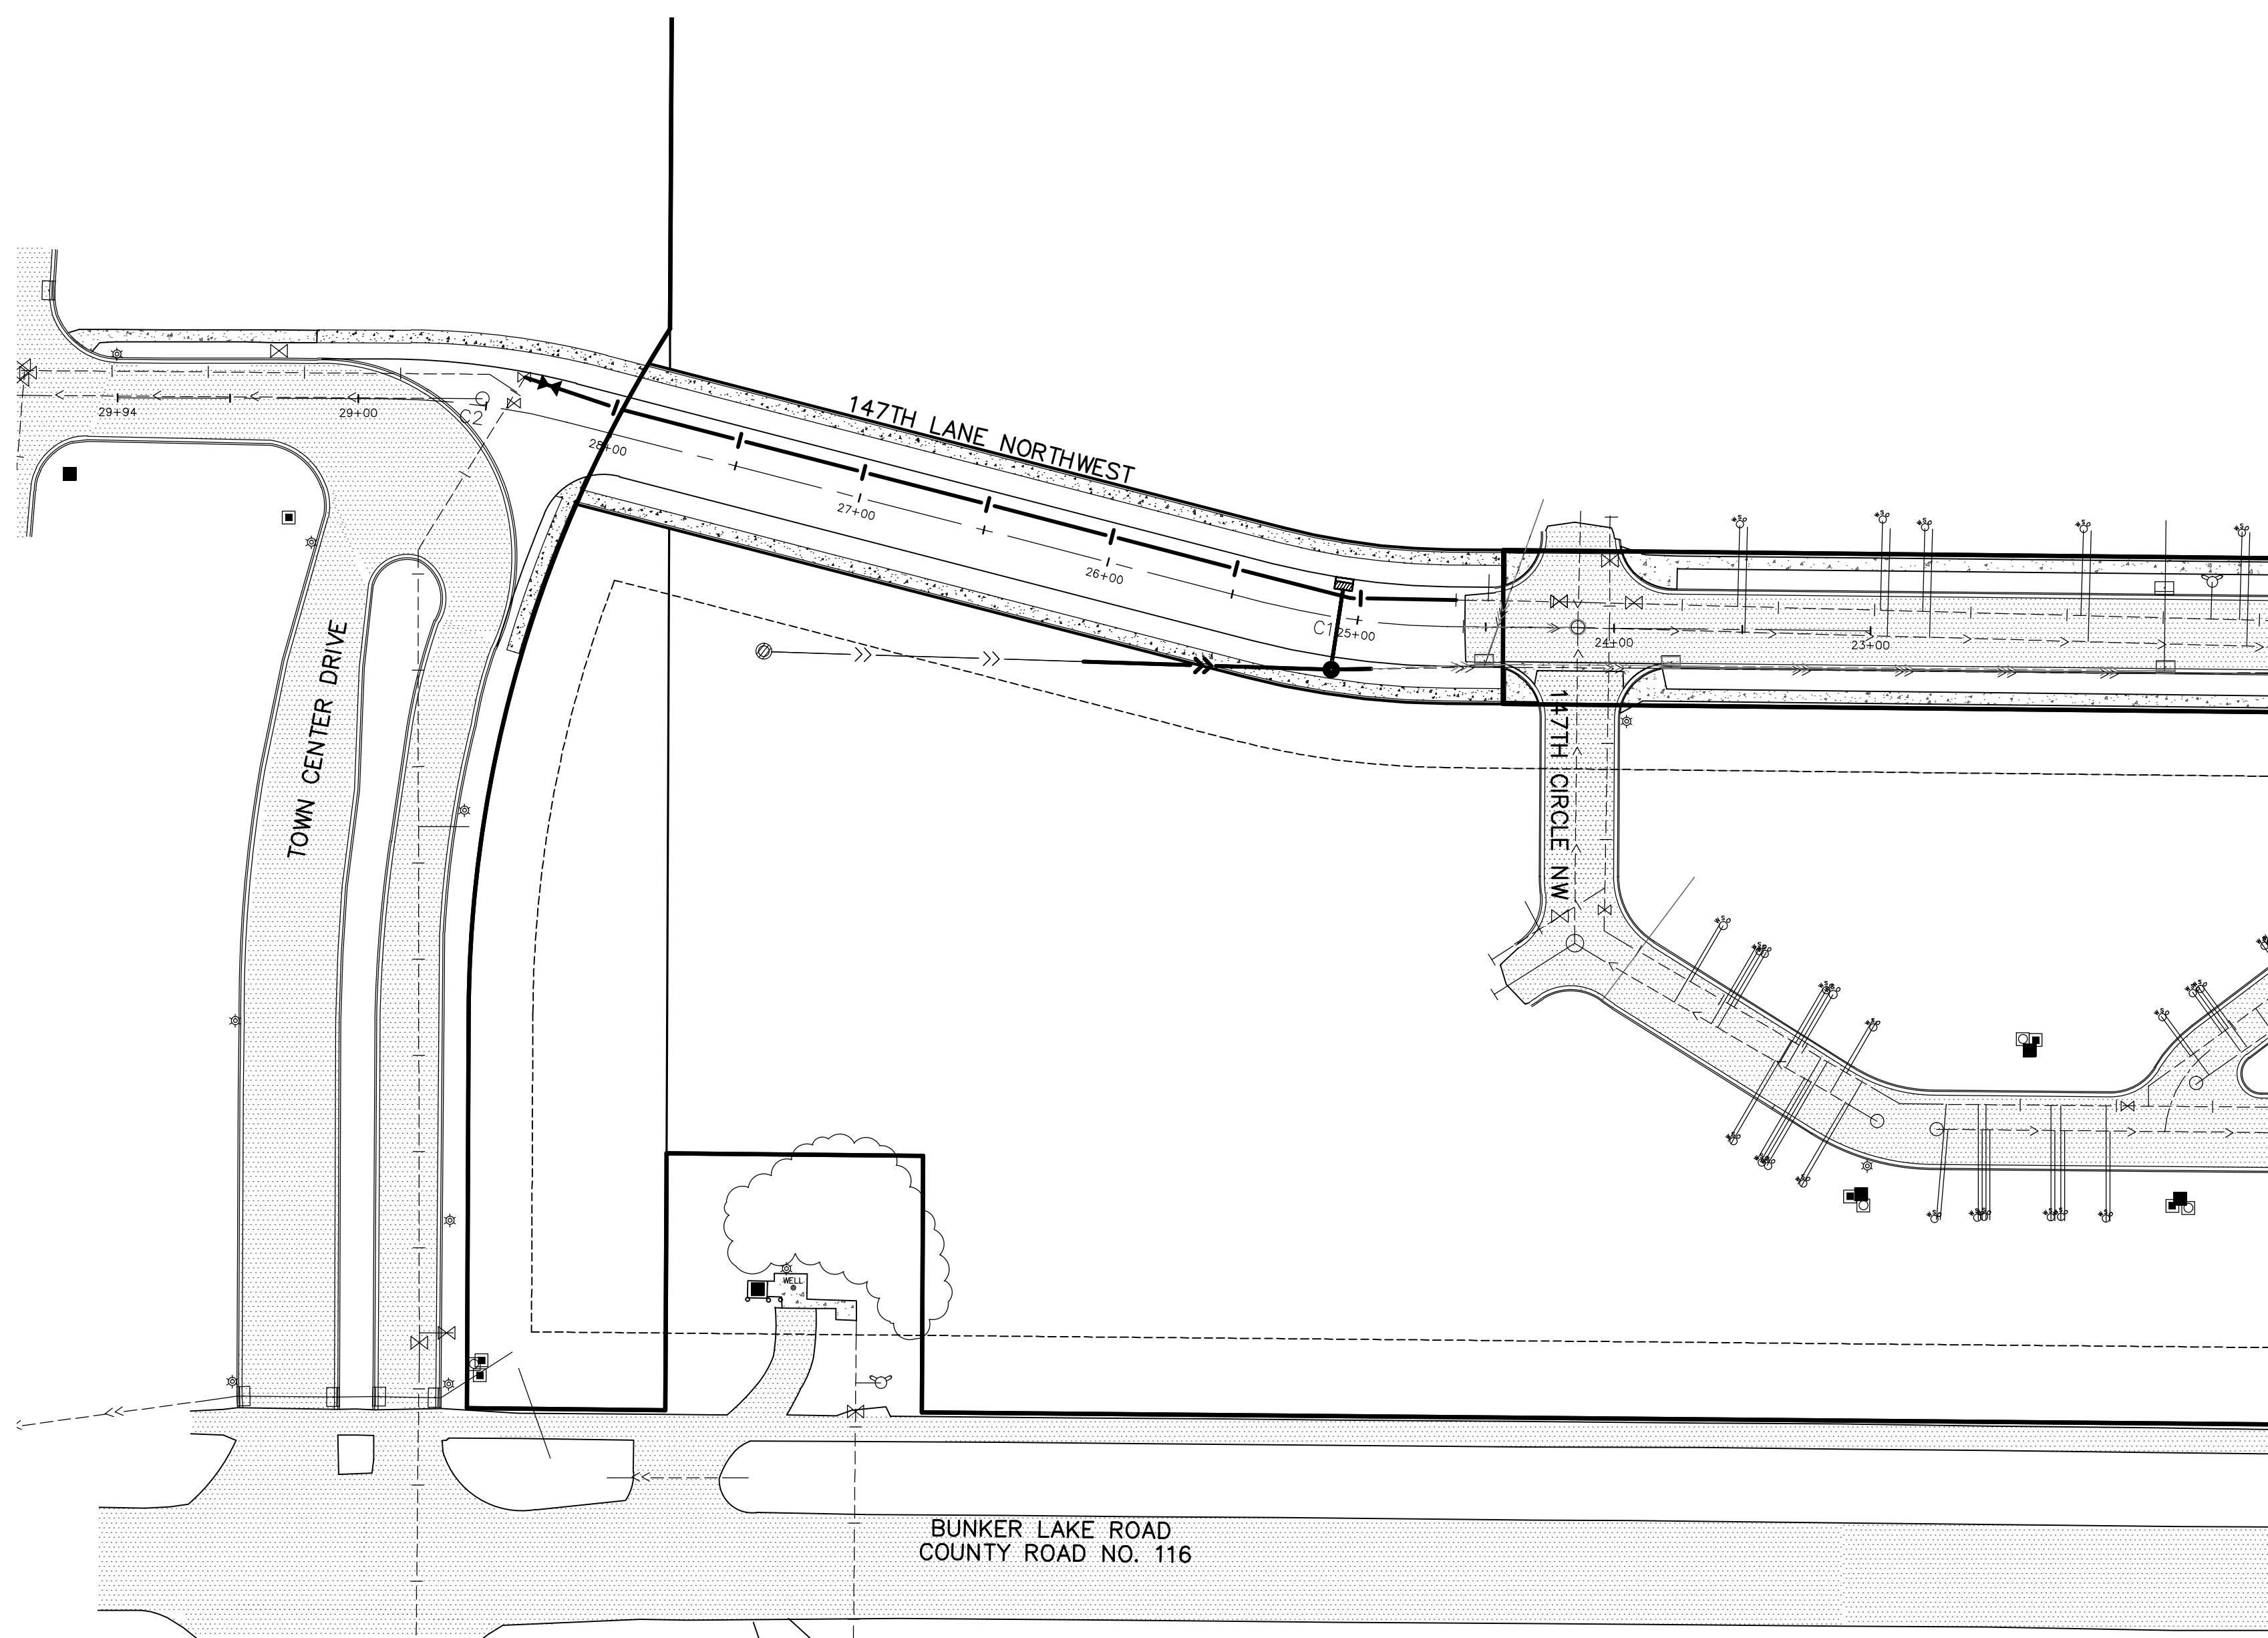 147TH LANE NORTHWEST
29+94
29+00
C2
28+00
27+00
26+00
C1
25+00
24+00
23+00
TOWN CENTER DRIVE
147TH CIRCLE NW
WELL
BUNKER LAKE ROAD
COUNTY ROAD NO. 116